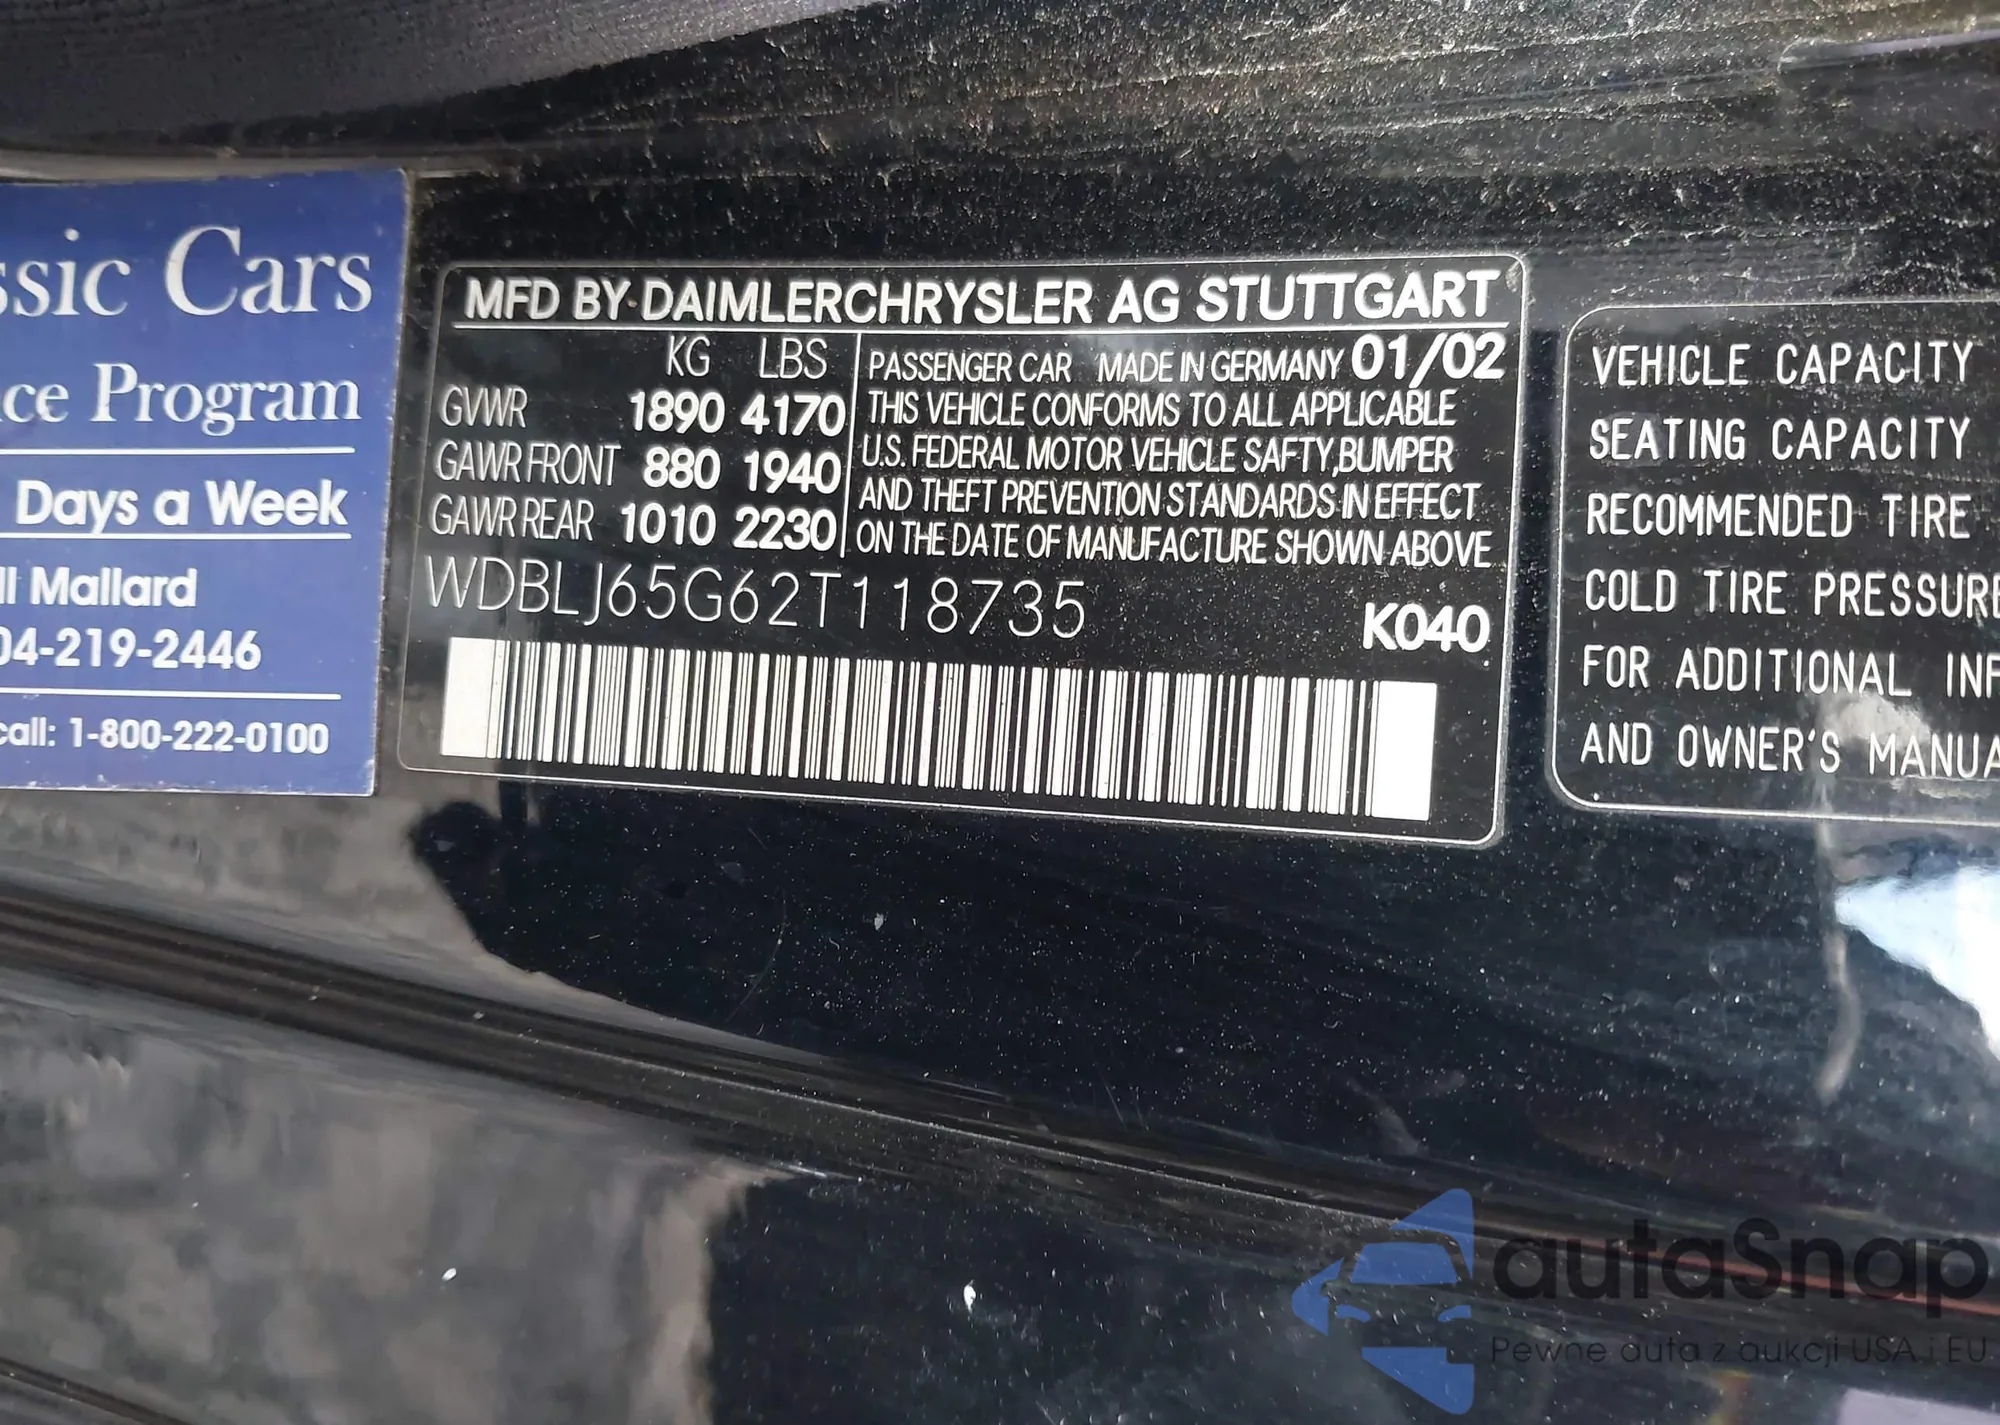 ssic Cars
ce Program
Days a Week
ll Mallard
04-219-2446
call: 1-800-222-0100
MFD BY DAIMLERCHRYSLER AG STUTTGART
KG LBS
GVWR 1890 4170
GAWR FRONT 880 1940
GAWR REAR 1010 2230
PASSENGER CAR MADE IN GERMANY 01/02
THIS VEHICLE CONFORMS TO ALL APPLICABLE
U.S. FEDERAL MOTOR VEHICLE SAFTY,BUMPER
AND THEFT PREVENTION STANDARDS IN EFFECT
ON THE DATE OF MANUFACTURE SHOWN ABOVE
WDBLJ65G62T118735
K040
VEHICLE CAPACITY
SEATING CAPACITY
RECOMMENDED TIRE
COLD TIRE PRESSURE
FOR ADDITIONAL INF
AND OWNER'S MANUA
autaSnap
Pewne auta z aukcji USA i EU